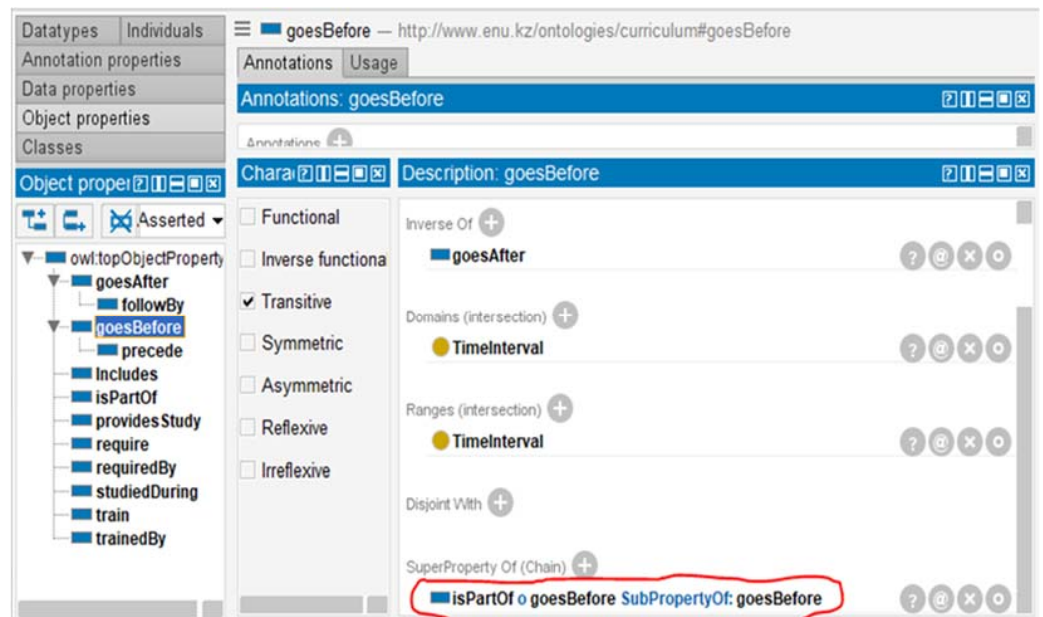 Datatypes Individuals
Annotation properties
Data properties
Object properties
Classes
Object proper
Asserted
owl:topObjectProperty
goesAfter
followBy
goesBefore
precede
Includes
isPartOf
providesStudy
require
requiredBy
studiedDuring
train
trainedBy
goesBefore — http://www.enu.kz/ontologies/curriculum#goesBefore
Annotations Usage
Annotations: goesBefore
Annotations
Chara
Functional
Inverse functiona
Transitive
Symmetric
Asymmetric
Reflexive
Irreflexive
Description: goesBefore
Inverse Of
goesAfter
Domains (intersection)
TimeInterval
Ranges (intersection)
TimeInterval
Disjoint With
SuperProperty Of (Chain)
isPartOf o goesBefore SubPropertyOf: goesBefore